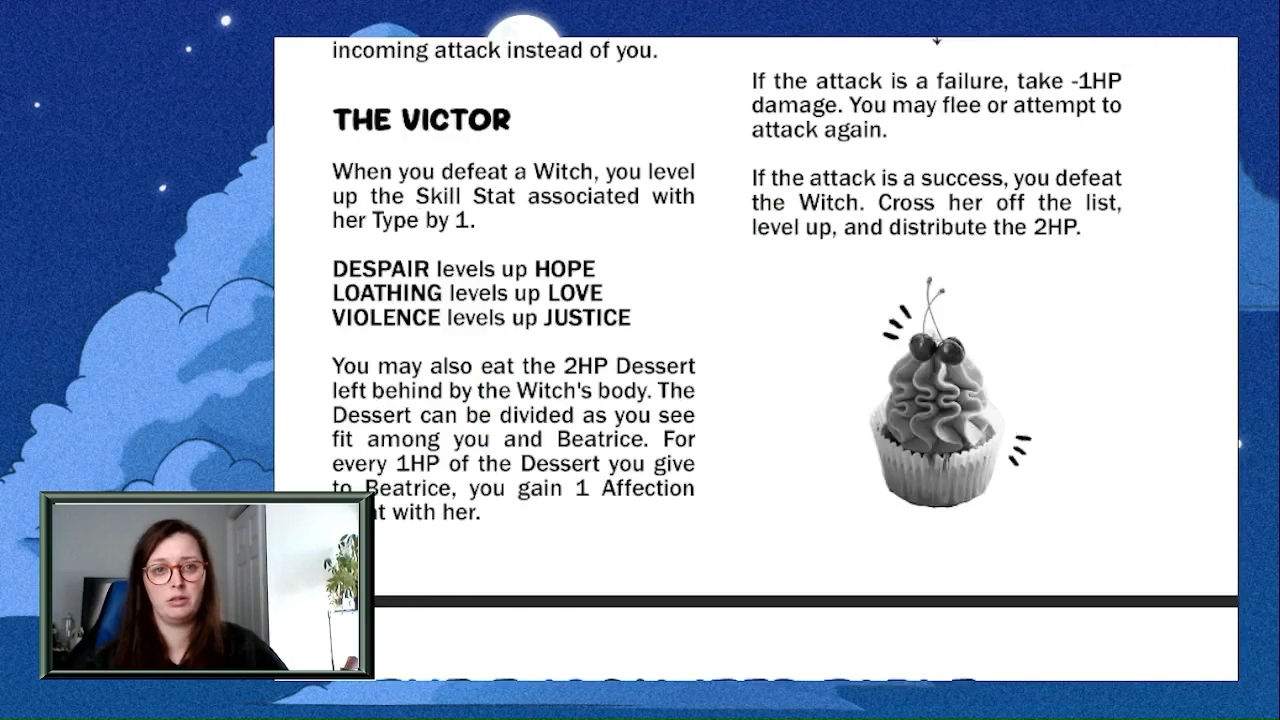 incoming attack instead of you.
THE VICTOR
When you defeat a Witch, you level
up the Skill Stat associated with
her Type by 1.
DESPAIR levels up HOPE
LOATHING levels up LOVE
VIOLENCE levels up JUSTICE
You may also eat the 2HP Dessert
left behind by the Witch's body. The
Dessert can be divided as you see
fit among you and Beatrice. For
every 1HP of the Dessert you give
to Beatrice, you gain 1 Affection
with her.
If the attack is a failure, take -1HP
damage. You may flee or attempt to
attack again.
If the attack is a success, you defeat
the Witch. Cross her off the list,
level up, and distribute the 2HP.